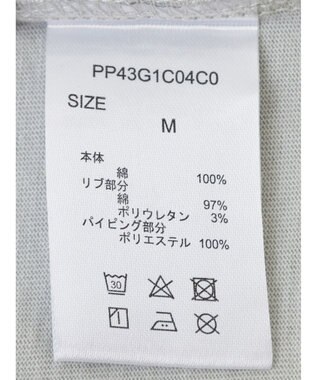 PP43G1C04C0
SIZE
M
本体
綿 100%
リブ部分
綿 97%
ポリウレタン 3%
パイピング部分
ポリエステル 100%
30